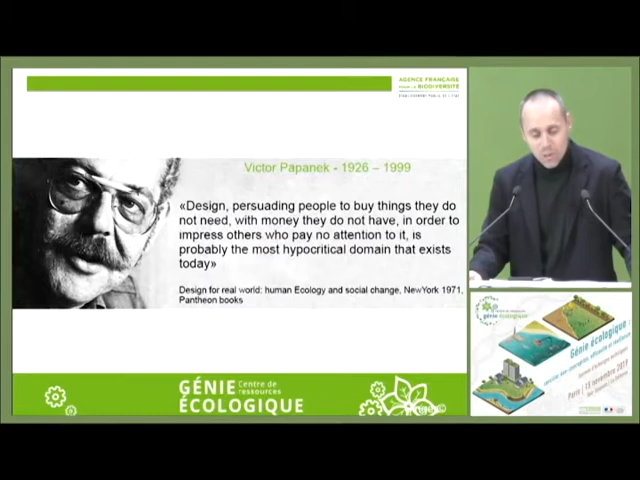 AGENCE FRANÇAISE
POUR LA BIODIVERSITÉ
Victor Papanek - 1926 – 1999
«Design, persuading people to buy things they do
not need, with money they do not have, in order to
impress others who pay no attention to it, is
probably the most hypocritical domain that exists
today»
Design for real world: human Ecology and social change, NewYork 1971,
Pantheon books
GÉNIE Centre de
ressources
ÉCOLOGIQUE
génie écologique
Génie écologique :
Paris | 15 novembre 2019